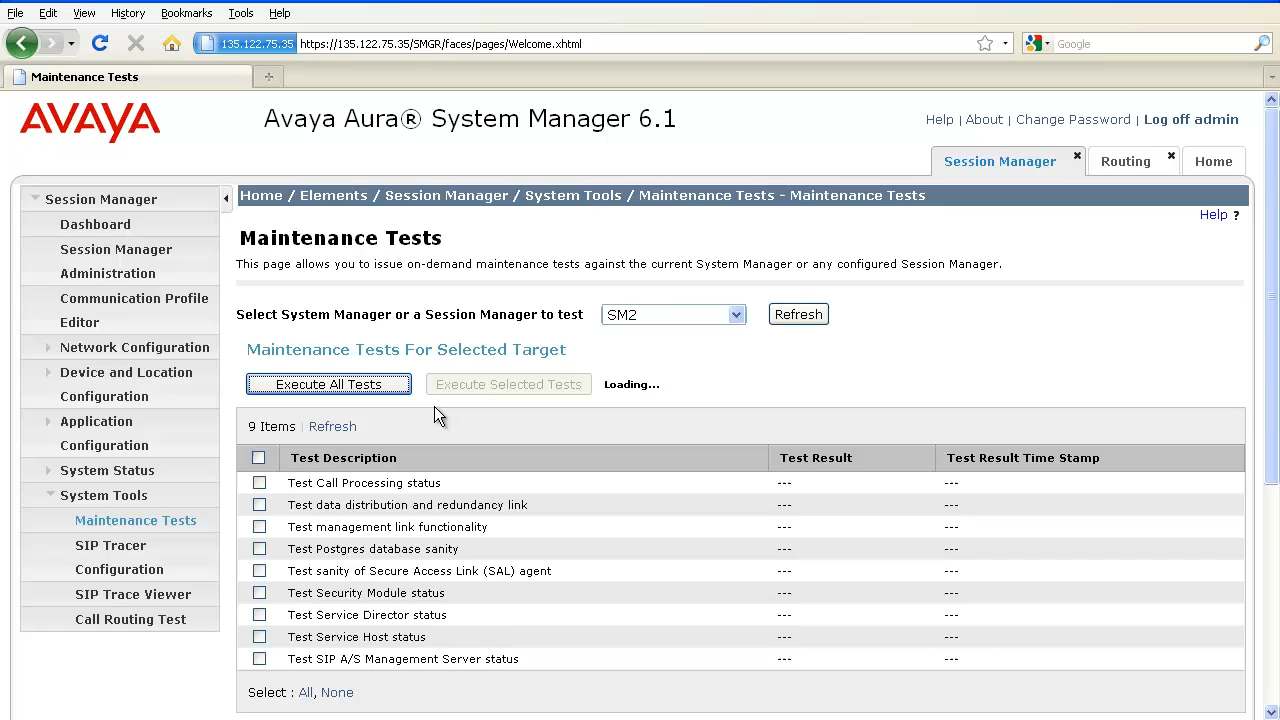 File Edit View History Bookmarks Tools Help
135.122.75.35 https://135.122.75.35/SMGR/faces/pages/Welcome.xhtml Google
Maintenance Tests
AVAYA Avaya Aura® System Manager 6.1 Help | About | Change Password | Log off admin
Session Manager Routing Home
Session Manager
Dashboard
Session Manager
Administration
Communication Profile
Editor
Network Configuration
Device and Location
Configuration
Application
Configuration
System Status
System Tools
Maintenance Tests
SIP Tracer
Configuration
SIP Trace Viewer
Call Routing Test
Home / Elements / Session Manager / System Tools / Maintenance Tests - Maintenance Tests
Help ?
Maintenance Tests
This page allows you to issue on-demand maintenance tests against the current System Manager or any configured Session Manager.
Select System Manager or a Session Manager to test SM2 Refresh
Maintenance Tests For Selected Target
Execute All Tests Execute Selected Tests Loading...
9 Items | Refresh
Test Description Test Result Test Result Time Stamp
Test Call Processing status --- ---
Test data distribution and redundancy link --- ---
Test management link functionality --- ---
Test Postgres database sanity --- ---
Test sanity of Secure Access Link (SAL) agent --- ---
Test Security Module status --- ---
Test Service Director status --- ---
Test Service Host status --- ---
Test SIP A/S Management Server status --- ---
Select : All, None